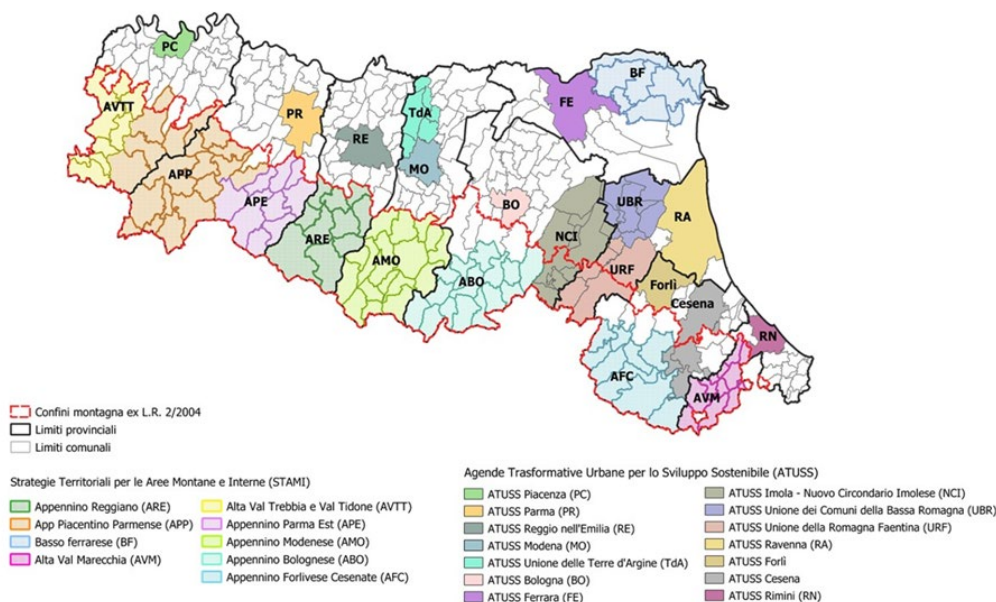 PC
AVTT
APP
PR
APE
RE
ARE
TdA
MO
AMO
BO
ABO
FE
BF
NCI
UBR
RA
URF
Forlì
Cesena
AFC
RN
AVM
Confini montagna ex L.R. 2/2004
Limiti provinciali
Limiti comunali
Strategie Territoriali per le Aree Montane e Interne (STAMI)
Appennino Reggiano (ARE)
App Piacentino Parmense (APP)
Basso ferrarese (BF)
Alta Val Marecchia (AVM)
Alta Val Trebbia e Val Tidone (AVTT)
Appennino Parma Est (APE)
Appennino Modenese (AMO)
Appennino Bolognese (ABO)
Appennino Forlivese Cesenate (AFC)
Agende Trasformative Urbane per lo Sviluppo Sostenibile (ATUSS)
ATUSS Piacenza (PC)
ATUSS Parma (PR)
ATUSS Reggio nell'Emilia (RE)
ATUSS Modena (MO)
ATUSS Unione delle Terre d'Argine (TdA)
ATUSS Bologna (BO)
ATUSS Ferrara (FE)
ATUSS Imola - Nuovo Circondario Imolese (NCI)
ATUSS Unione dei Comuni della Bassa Romagna (UBR)
ATUSS Unione della Romagna Faentina (URF)
ATUSS Ravenna (RA)
ATUSS Forlì
ATUSS Cesena
ATUSS Rimini (RN)